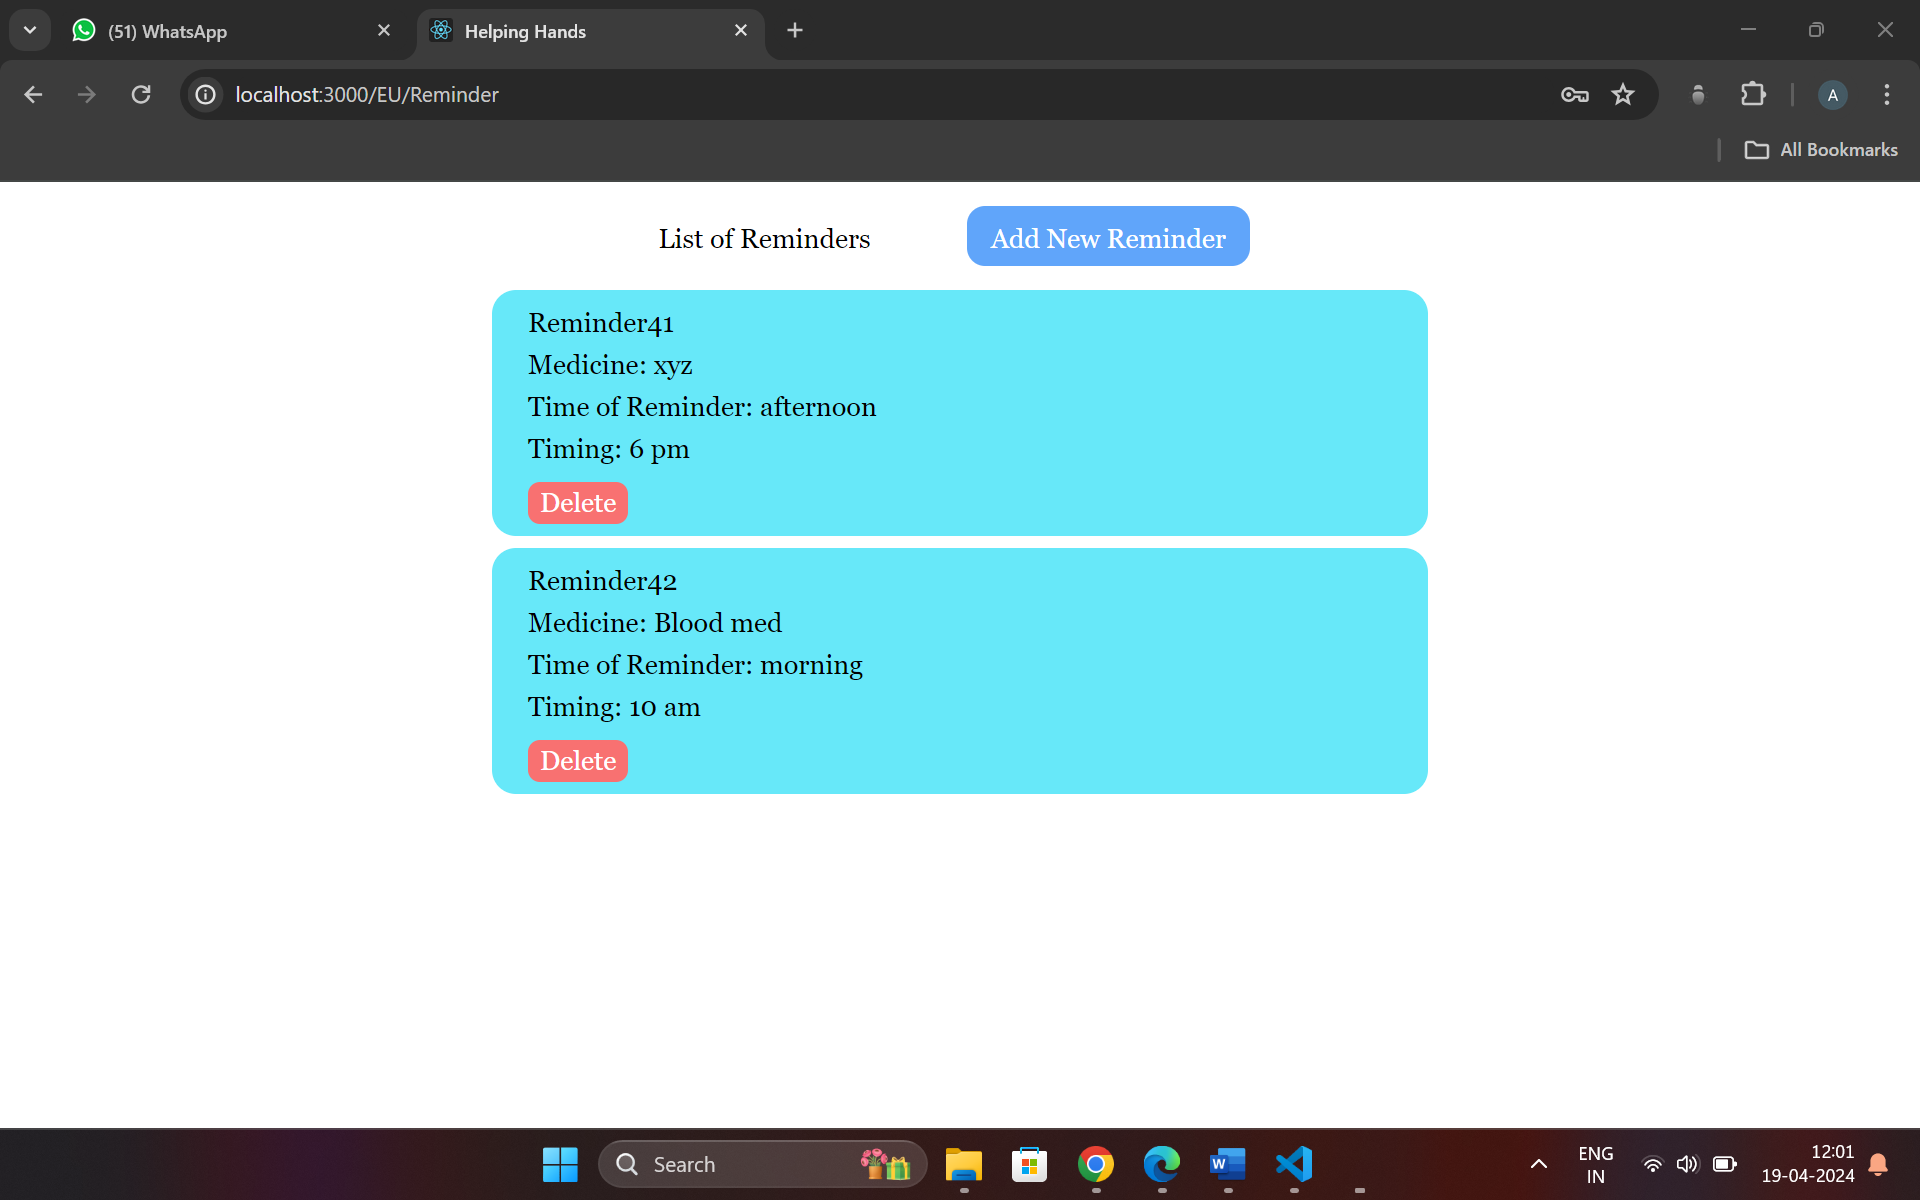 (51) WhatsApp
Helping Hands
localhost:3000/EU/Reminder
A
All Bookmarks
List of Reminders
Add New Reminder
Reminder41
Medicine: xyz
Time of Reminder: afternoon
Timing: 6 pm
Delete
Reminder42
Medicine: Blood med
Time of Reminder: morning
Timing: 10 am
Delete
Search
W
ENG
IN
12:01
19-04-2024